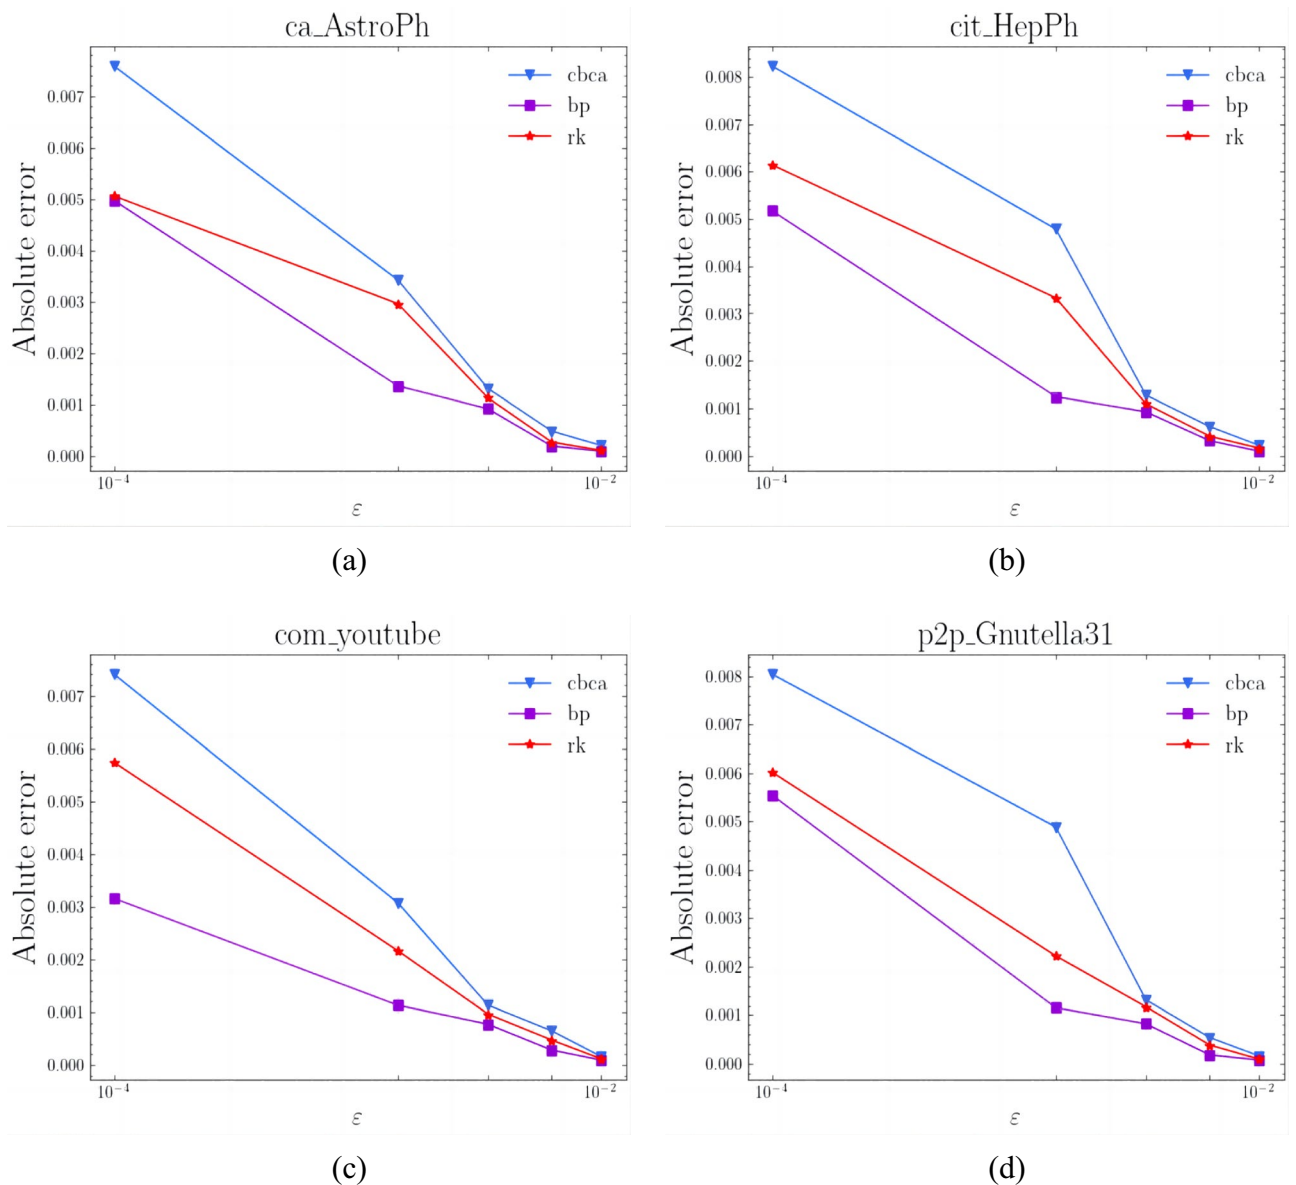 ca_AstroPh
cbca
bp
rk
Absolute error
0.007
0.006
0.005
0.004
0.003
0.002
0.001
0.000
10⁻⁴
10⁻²
ε
(a)
cit_HepPh
cbca
bp
rk
Absolute error
0.008
0.007
0.006
0.005
0.004
0.003
0.002
0.001
0.000
10⁻⁴
10⁻²
ε
(b)
com_youtube
cbca
bp
rk
Absolute error
0.007
0.006
0.005
0.004
0.003
0.002
0.001
0.000
10⁻⁴
10⁻²
ε
(c)
p2p_Gnutella31
cbca
bp
rk
Absolute error
0.008
0.007
0.006
0.005
0.004
0.003
0.002
0.001
0.000
10⁻⁴
10⁻²
ε
(d)